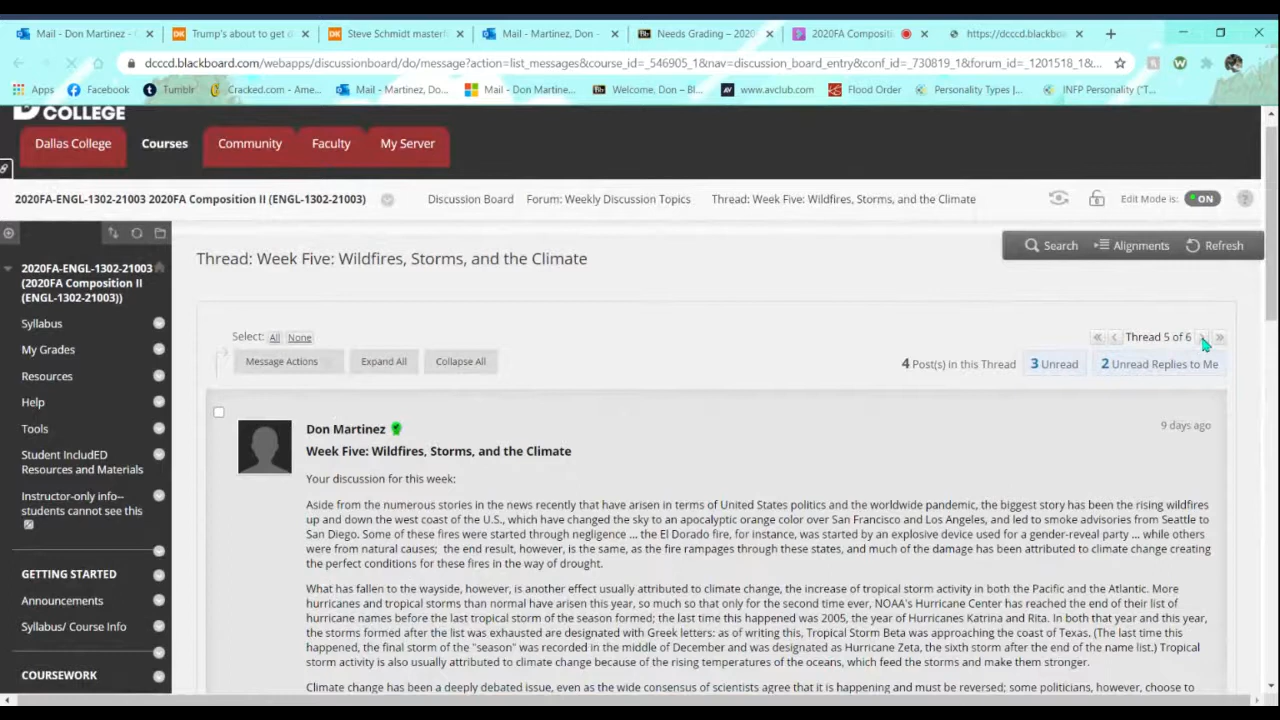 Mail - Don Martinez -
Trump's about to get d
Steve Schmidt masterf
Mail - Martinez, Don -
Needs Grading – 2020
2020FA Compositi
https://dcccd.blackboa
dcccd.blackboard.com/webapps/discussionboard/do/message?action=list_messages&course_id=_546905_1&nav=discussion_board_entry&conf_id=_730819_1&forum_id=_1201518_1&...
Apps
Facebook
Tumblr
Cracked.com - Ame...
Mail - Martinez, Do...
Mail - Don Martine...
Welcome, Don – Bl...
www.avclub.com
Flood Order
Personality Types |...
INFP Personality ("T...
COLLEGE
Dallas College
Courses
Community
Faculty
My Server
2020FA-ENGL-1302-21003 2020FA Composition II (ENGL-1302-21003)
Discussion Board
Forum: Weekly Discussion Topics
Thread: Week Five: Wildfires, Storms, and the Climate
Edit Mode is:
ON
Search
Alignments
Refresh
2020FA-ENGL-1302-21003
(2020FA Composition II
(ENGL-1302-21003))
Syllabus
My Grades
Resources
Help
Tools
Student IncludED
Resources and Materials
Instructor-only info--
students cannot see this
GETTING STARTED
Announcements
Syllabus/ Course Info
COURSEWORK
Thread: Week Five: Wildfires, Storms, and the Climate
Select: All None
Thread 5 of 6
Message Actions
Expand All
Collapse All
4 Post(s) in this Thread
3 Unread
2 Unread Replies to Me
Don Martinez
9 days ago
Week Five: Wildfires, Storms, and the Climate
Your discussion for this week:
Aside from the numerous stories in the news recently that have arisen in terms of United States politics and the worldwide pandemic, the biggest story has been the rising wildfires
up and down the west coast of the U.S., which have changed the sky to an apocalyptic orange color over San Francisco and Los Angeles, and led to smoke advisories from Seattle to
San Diego. Some of these fires were started through negligence ... the El Dorado fire, for instance, was started by an explosive device used for a gender-reveal party ... while others
were from natural causes; the end result, however, is the same, as the fire rampages through these states, and much of the damage has been attributed to climate change creating
the perfect conditions for these fires in the way of drought.
What has fallen to the wayside, however, is another effect usually attributed to climate change, the increase of tropical storm activity in both the Pacific and the Atlantic. More
hurricanes and tropical storms than normal have arisen this year, so much so that only for the second time ever, NOAA's Hurricane Center has reached the end of their list of
hurricane names before the last tropical storm of the season formed; the last time this happened was 2005, the year of Hurricanes Katrina and Rita. In both that year and this year,
the storms formed after the list was exhausted are designated with Greek letters: as of writing this, Tropical Storm Beta was approaching the coast of Texas. (The last time this
happened, the final storm of the "season" was recorded in the middle of December and was designated as Hurricane Zeta, the sixth storm after the end of the name list.) Tropical
storm activity is also usually attributed to climate change because of the rising temperatures of the oceans, which feed the storms and make them stronger.
Climate change has been a deeply debated issue, even as the wide consensus of scientists agree that it is happening and must be reversed; some politicians, however, choose to